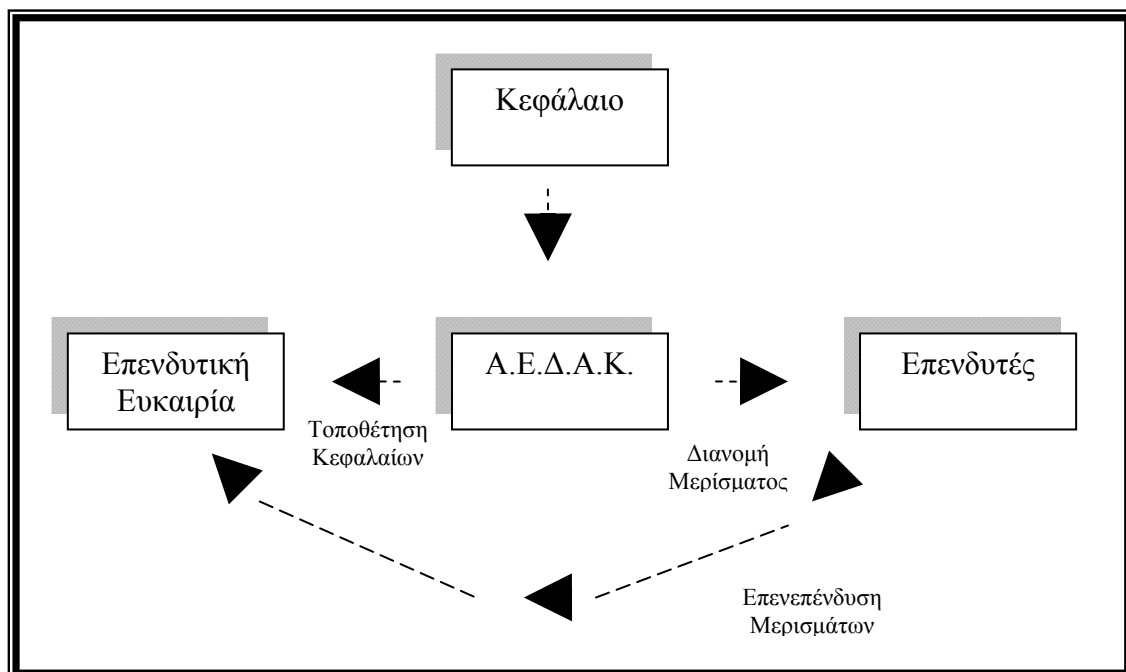 Κεφάλαιο
Επενδυτική
Ευκαιρία
Α.Ε.Δ.Α.Κ.
Επενδυτές
Τοποθέτηση
Κεφαλαίων
Διανομή
Μερίσματος
Επενεπένδυση
Μερισμάτων